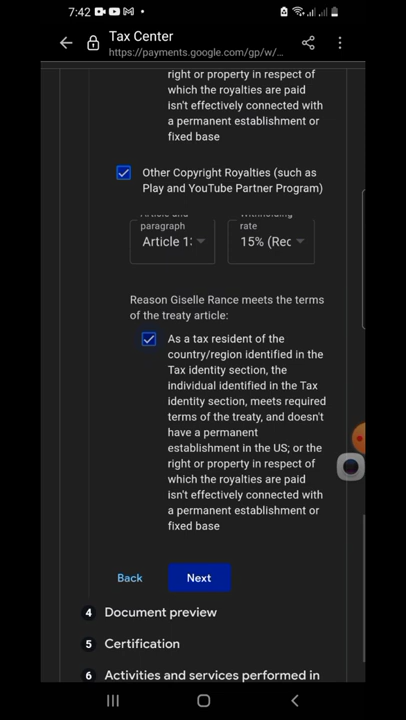 7:42
Tax Center
https://payments.google.com/gp/w/...
right or property in respect of
which the royalties are paid
isn't effectively connected with
a permanent establishment or
fixed base
Other Copyright Royalties (such as
Play and YouTube Partner Program)
Article and
paragraph
Article 1
Withholding
rate
15% (Rec
Reason Giselle Rance meets the terms
of the treaty article:
As a tax resident of the
country/region identified in the
Tax identity section, the
individual identified in the Tax
identity section, meets required
terms of the treaty, and doesn't
have a permanent
establishment in the US; or the
right or property in respect of
which the royalties are paid
isn't effectively connected with
a permanent establishment or
fixed base
Back
Next
4 Document preview
5 Certification
6 Activities and services performed in